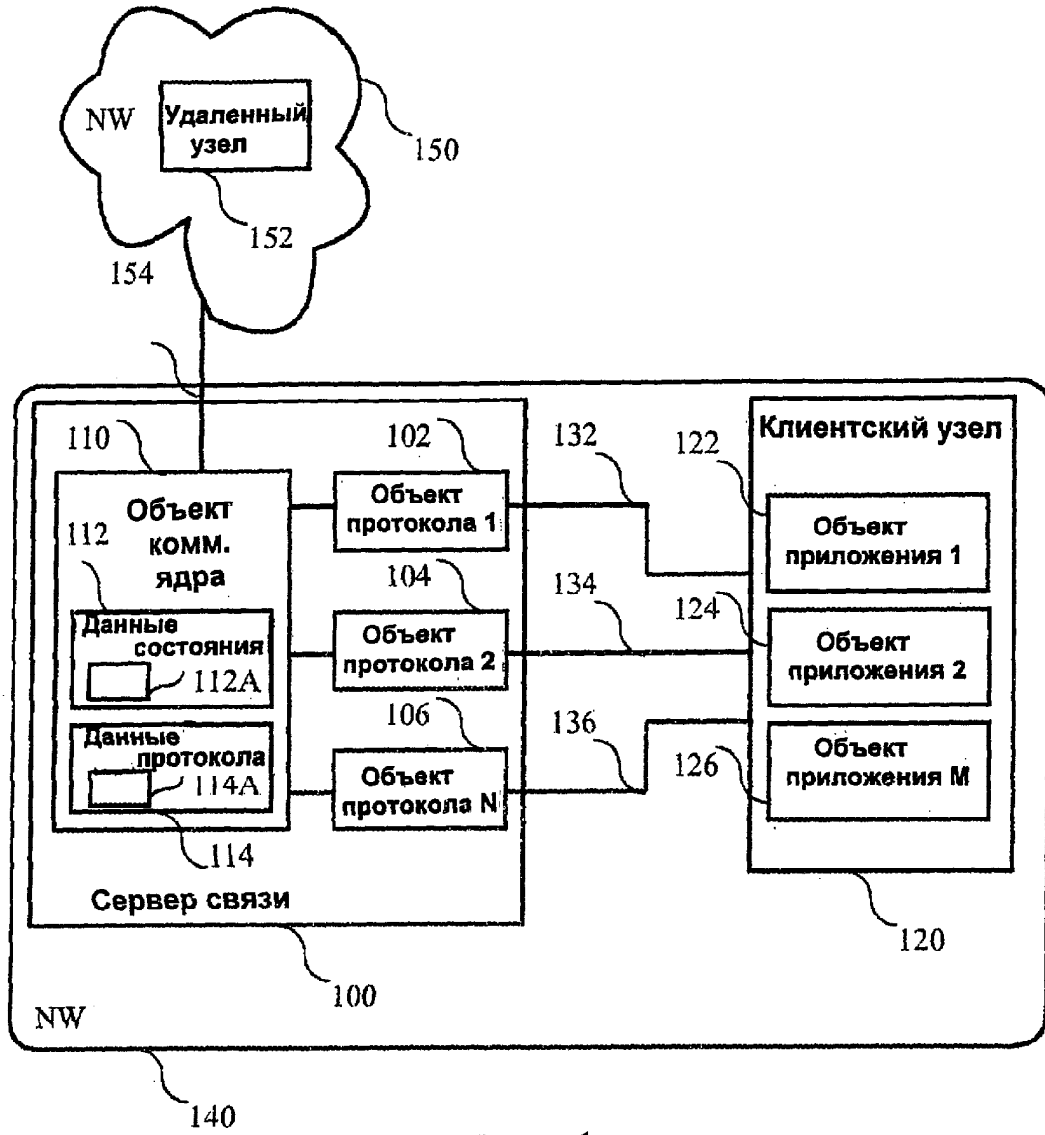 NW
Удаленный
узел
150
152
154
110
102
132
Клиентский узел
122
Объект
комм.
ядра
Объект
протокола 1
Объект
приложения 1
112
104
134
124
Данные
состояния
112A
Объект
протокола 2
Объект
приложения 2
106
136
Данные
протокола
114A
Объект
протокола N
126
Объект
приложения M
114
Сервер связи
120
100
NW
140